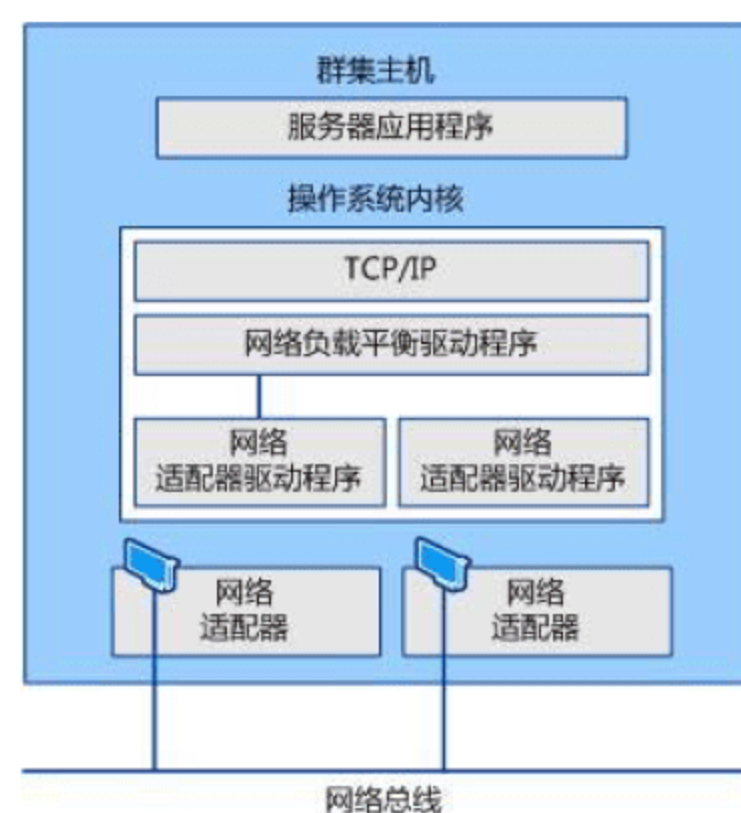 群集主机
服务器应用程序
操作系统内核
TCP/IP
网络负载平衡驱动程序
网络
适配器驱动程序
网络
适配器驱动程序
网络
适配器
网络
适配器
网络总线